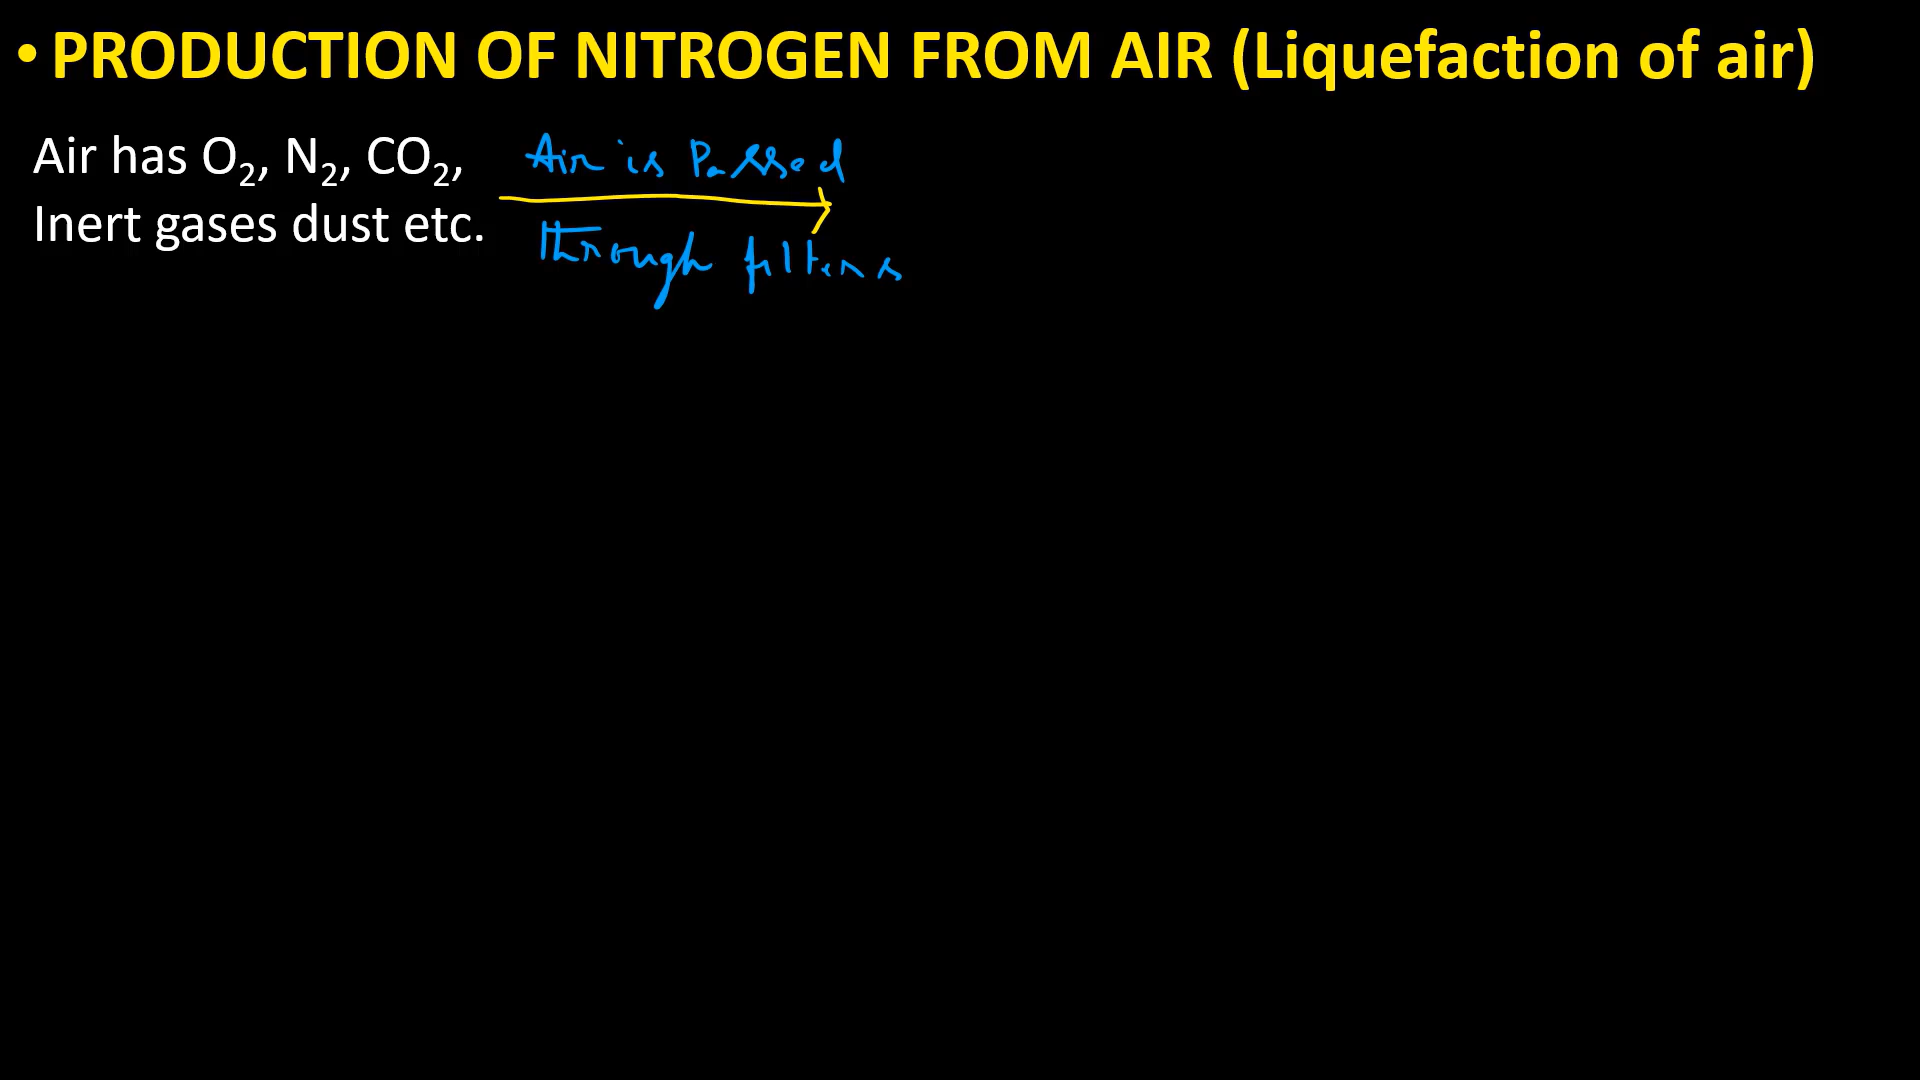 • PRODUCTION OF NITROGEN FROM AIR (Liquefaction of air)
Air has O₂, N₂, CO₂,
Inert gases dust etc.
Air is Passed
through filters